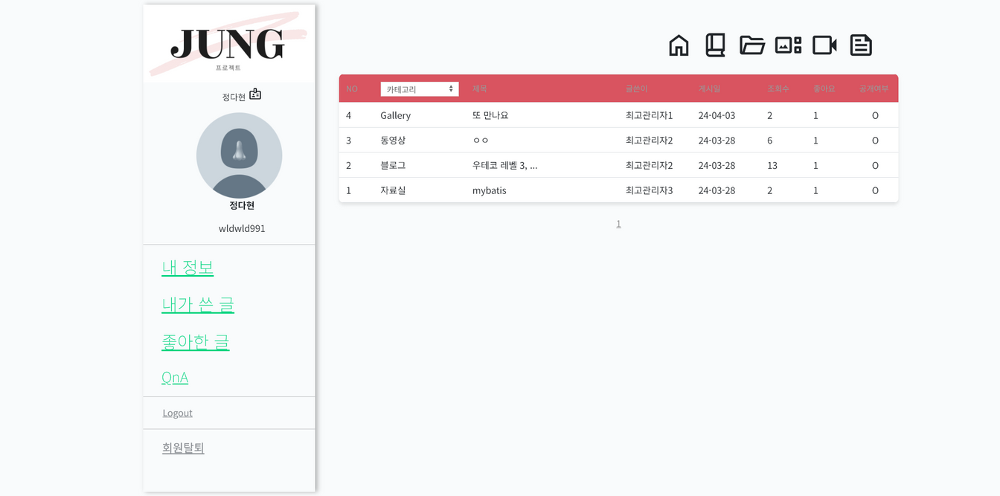 JUNG
프로젝트
정다현
정다현
wldwld991
내 정보
내가 쓴 글
좋아한 글
QnA
Logout
회원탈퇴
NO 카테고리 제목 글쓴이 게시일 조회수 좋아요 공개여부
4 Gallery 또 만나요 최고관리자1 24-04-03 2 1 O
3 동영상 ㅇㅇ 최고관리자2 24-03-28 6 1 O
2 블로그 우테코 레벨 3, ... 최고관리자2 24-03-28 13 1 O
1 자료실 mybatis 최고관리자3 24-03-28 2 1 O
1